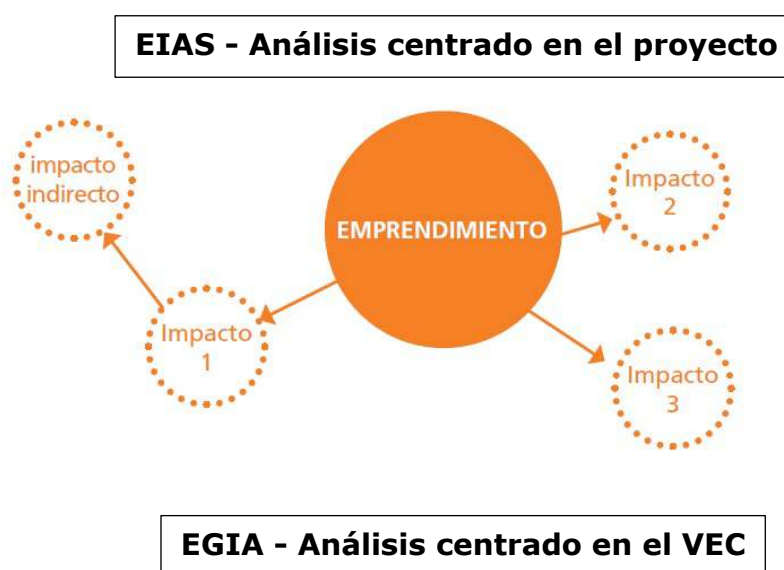 EIAS - Análisis centrado en el proyecto
impacto
indirecto
EMPRENDIMIENTO
Impacto
2
Impacto
1
Impacto
3
EGIA - Análisis centrado en el VEC